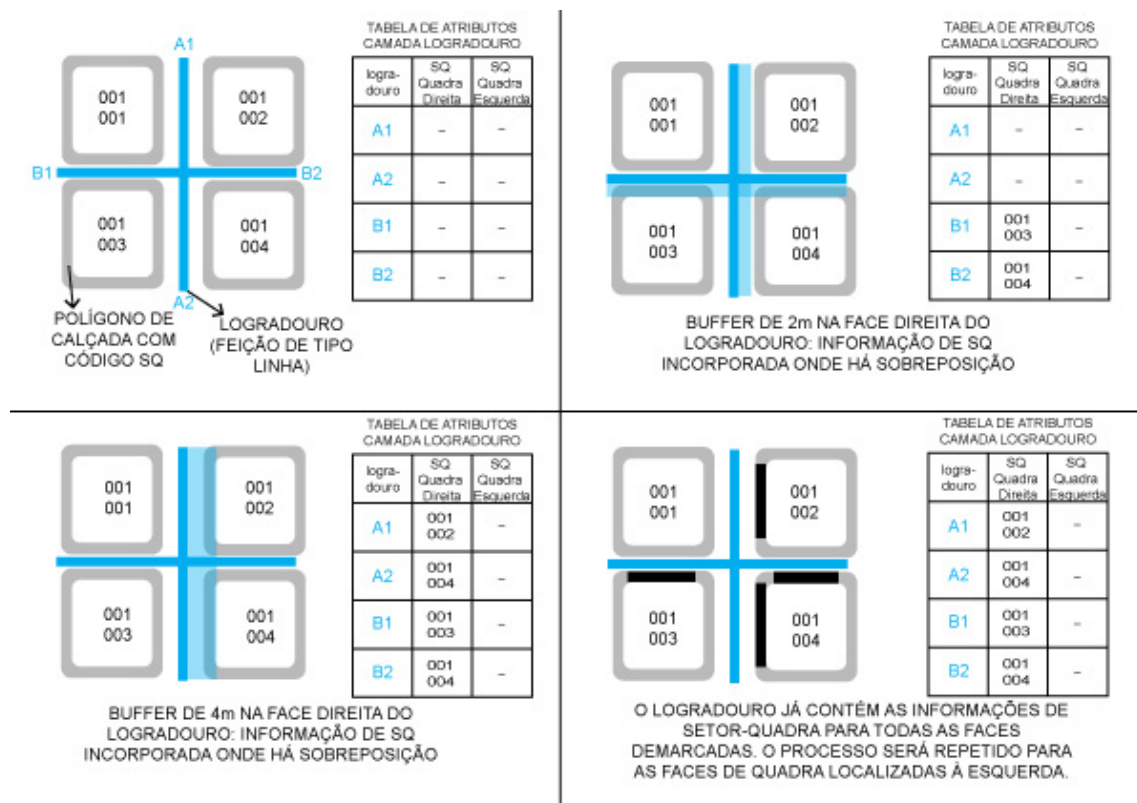 TABELA DE ATRIBUTOS
CAMADA LOGRADOURO
A1
001
001
001
002
B1
B2
001
003
001
004
A2
logra-
douro
SQ
Quadra
Direita
SQ
Quadra
Esquerda
A1 – –
A2 – –
B1 – –
B2 – –
POLÍGONO DE
CALÇADA COM
CÓDIGO SQ
LOGRADOURO
(FEIÇÃO DE TIPO
LINHA)
TABELA DE ATRIBUTOS
CAMADA LOGRADOURO
001
001
001
002
001
003
001
004
logra-
douro
SQ
Quadra
Direita
SQ
Quadra
Esquerda
A1 – –
A2 – –
B1 001 003 –
B2 001 004 –
BUFFER DE 2m NA FACE DIREITA DO
LOGRADOURO: INFORMAÇÃO DE SQ
INCORPORADA ONDE HÁ SOBREPOSIÇÃO
TABELA DE ATRIBUTOS
CAMADA LOGRADOURO
001
001
001
002
001
003
001
004
logra-
douro
SQ
Quadra
Direita
SQ
Quadra
Esquerda
A1 001 002 –
A2 001 004 –
B1 001 003 –
B2 001 004 –
BUFFER DE 4m NA FACE DIREITA DO
LOGRADOURO: INFORMAÇÃO DE SQ
INCORPORADA ONDE HÁ SOBREPOSIÇÃO
TABELA DE ATRIBUTOS
CAMADA LOGRADOURO
001
001
001
002
001
003
001
004
logra-
douro
SQ
Quadra
Direita
SQ
Quadra
Esquerda
A1 001 002 –
A2 001 004 –
B1 001 003 –
B2 001 004 –
O LOGRADOURO JÁ CONTÉM AS INFORMAÇÕES DE
SETOR-QUADRA PARA TODAS AS FACES
DEMARCADAS. O PROCESSO SERÁ REPETIDO PARA
AS FACES DE QUADRA LOCALIZADAS À ESQUERDA.